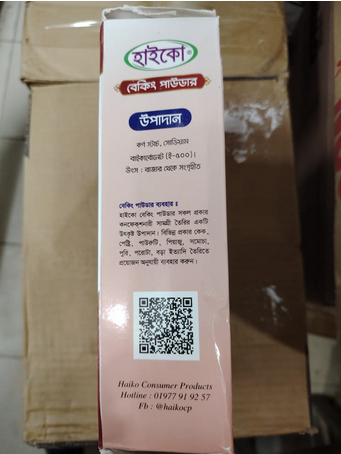 হাইকো®
বেকিং পাউডার
উপাদান
কর্ণ স্টার্চ, সোডিয়াম
বাইকার্বোনেট (ই-৫০০)।
উৎস : বাজার থেকে সংগৃহীত
বেকিং পাউডার ব্যবহার :
হাইকো বেকিং পাউডার সকল প্রকার
কনফেকশনারী সামগ্রী তৈরির একটি
উৎকৃষ্ট উপাদান। বিভিন্ন প্রকার কেক,
পেস্ট্রি, পাউরুটি, পিয়াজু, সমোচা,
পুরি, পরোটা, বড়া ইত্যাদি তৈরিতে
প্রয়োজন অনুযায়ী ব্যবহার করুন।
Haiko Consumer Products
Hotline : 01977 91 92 57
Fb : @haikocp